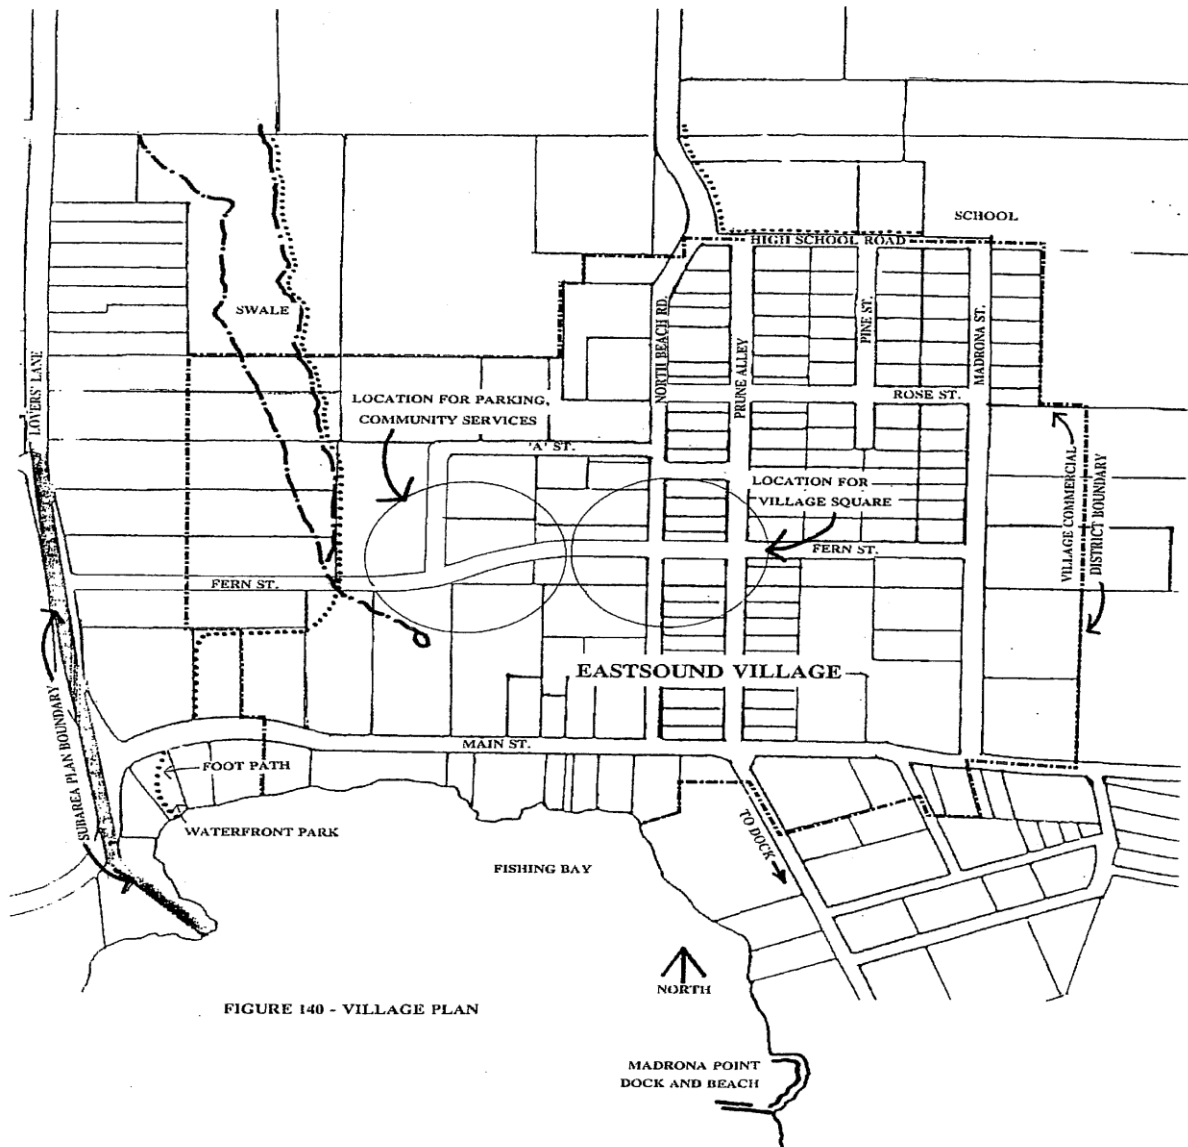 SCHOOL
HIGH SCHOOL ROAD
SWALE
NORTH BEACH RD.
PRUNE ALLEY
PINE ST.
MADRONA ST.
LOVERS' LANE
LOCATION FOR PARKING,
COMMUNITY SERVICES
ROSE ST.
'A' ST.
LOCATION FOR
VILLAGE SQUARE
VILLAGE COMMERCIAL
DISTRICT BOUNDARY
FERN ST.
FERN ST.
EASTSOUND VILLAGE
SUBAREA PLAN BOUNDARY
MAIN ST.
FOOT PATH
WATERFRONT PARK
TO DOCK
FISHING BAY
NORTH
FIGURE 140 - VILLAGE PLAN
MADRONA POINT
DOCK AND BEACH